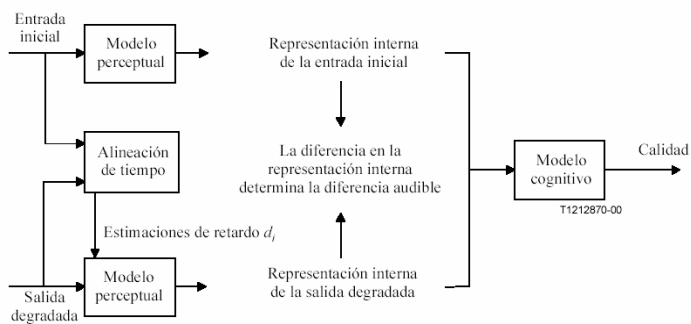 Entrada
inicial
Modelo
perceptual
Representación interna
de la entrada inicial
Alineación
de tiempo
La diferencia en la
representación interna
determina la diferencia audible
Modelo
cognitivo
Calidad
T1212870-00
Estimaciones de retardo di
Salida
degradada
Modelo
perceptual
Representación interna
de la salida degradada